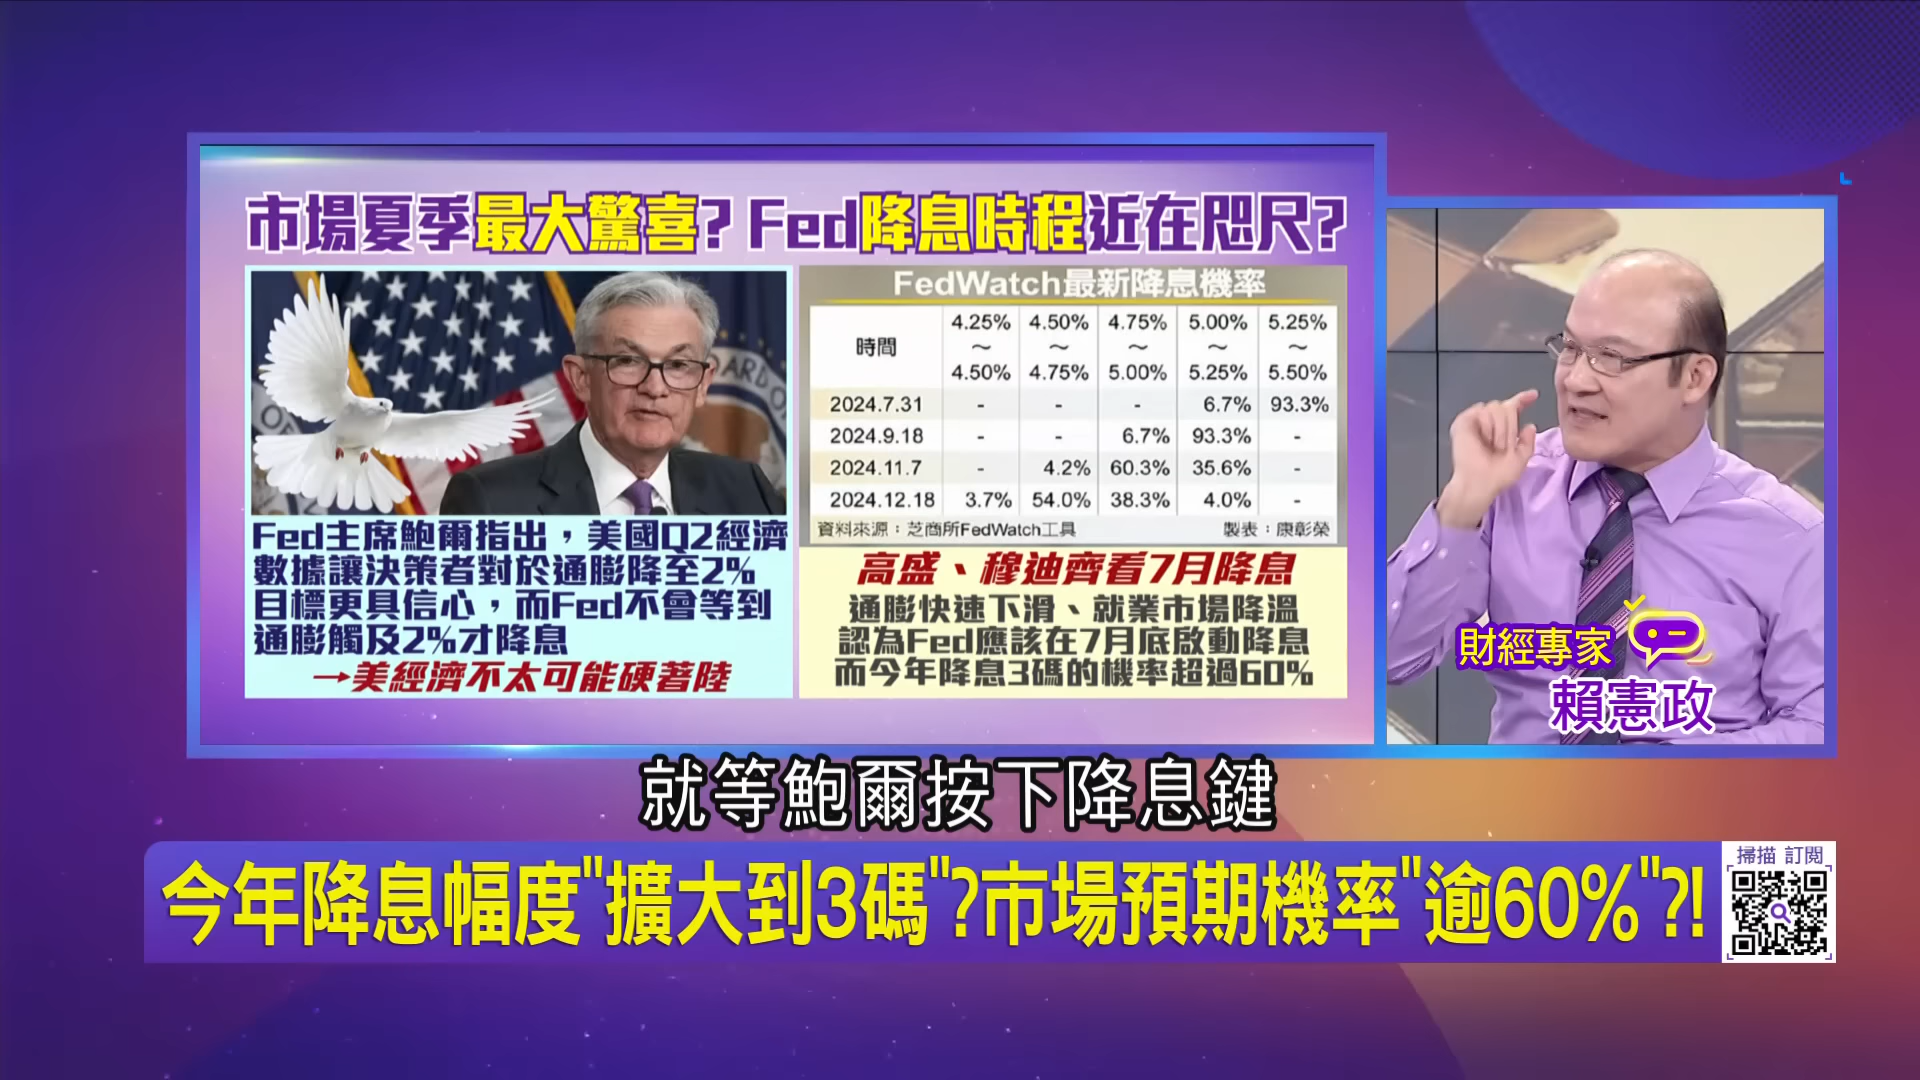 市場夏季最大驚喜? Fed降息時程近在咫尺?
Fed主席鮑爾指出，美國Q2經濟
數據讓決策者對於通膨降至2%
目標更具信心，而Fed不會等到
通膨觸及2%才降息
→美經濟不太可能硬著陸
FedWatch最新降息機率
時間 4.25%～4.50% 4.50%～4.75% 4.75%～5.00% 5.00%～5.25% 5.25%～5.50%
2024.7.31 - - - 6.7% 93.3%
2024.9.18 - - 6.7% 93.3% -
2024.11.7 - 4.2% 60.3% 35.6% -
2024.12.18 3.7% 54.0% 38.3% 4.0% -
資料來源：芝商所FedWatch工具 製表：康彰榮
高盛、穆迪齊看7月降息
通膨快速下滑、就業市場降溫
認為Fed應該在7月底啟動降息
而今年降息3碼的機率超過60%
財經專家
賴憲政
就等鮑爾按下降息鍵
今年降息幅度"擴大到3碼"?市場預期機率"逾60%"?!
掃描 訂閱